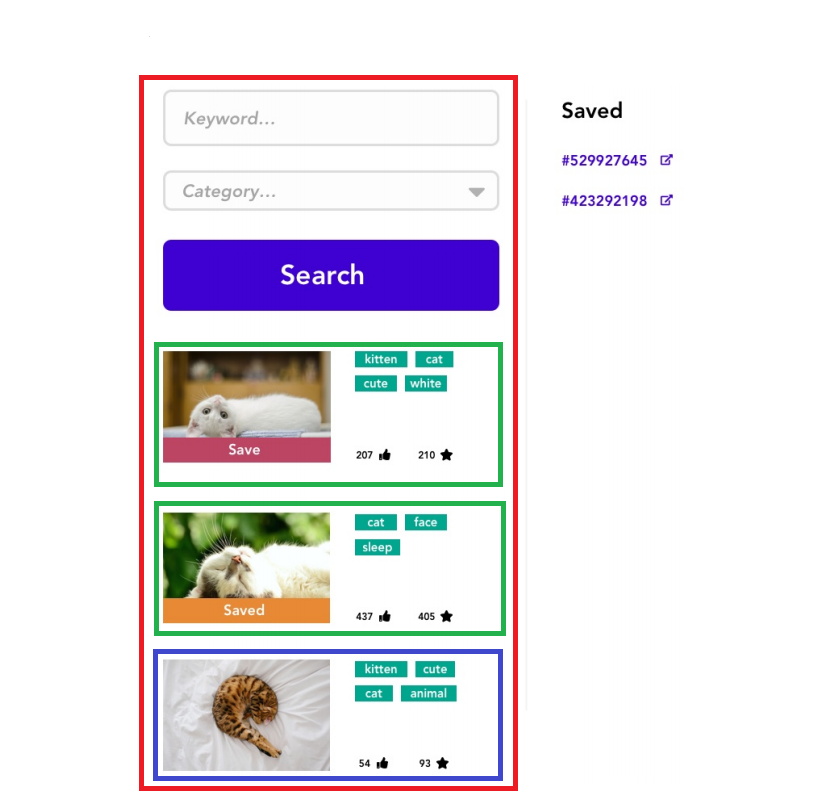 Keyword...
Category...
Search
kitten cat
cute white
Save
207 210
cat face
sleep
Saved
437 405
kitten cute
cat animal
54 93
Saved
#529927645
#423292198